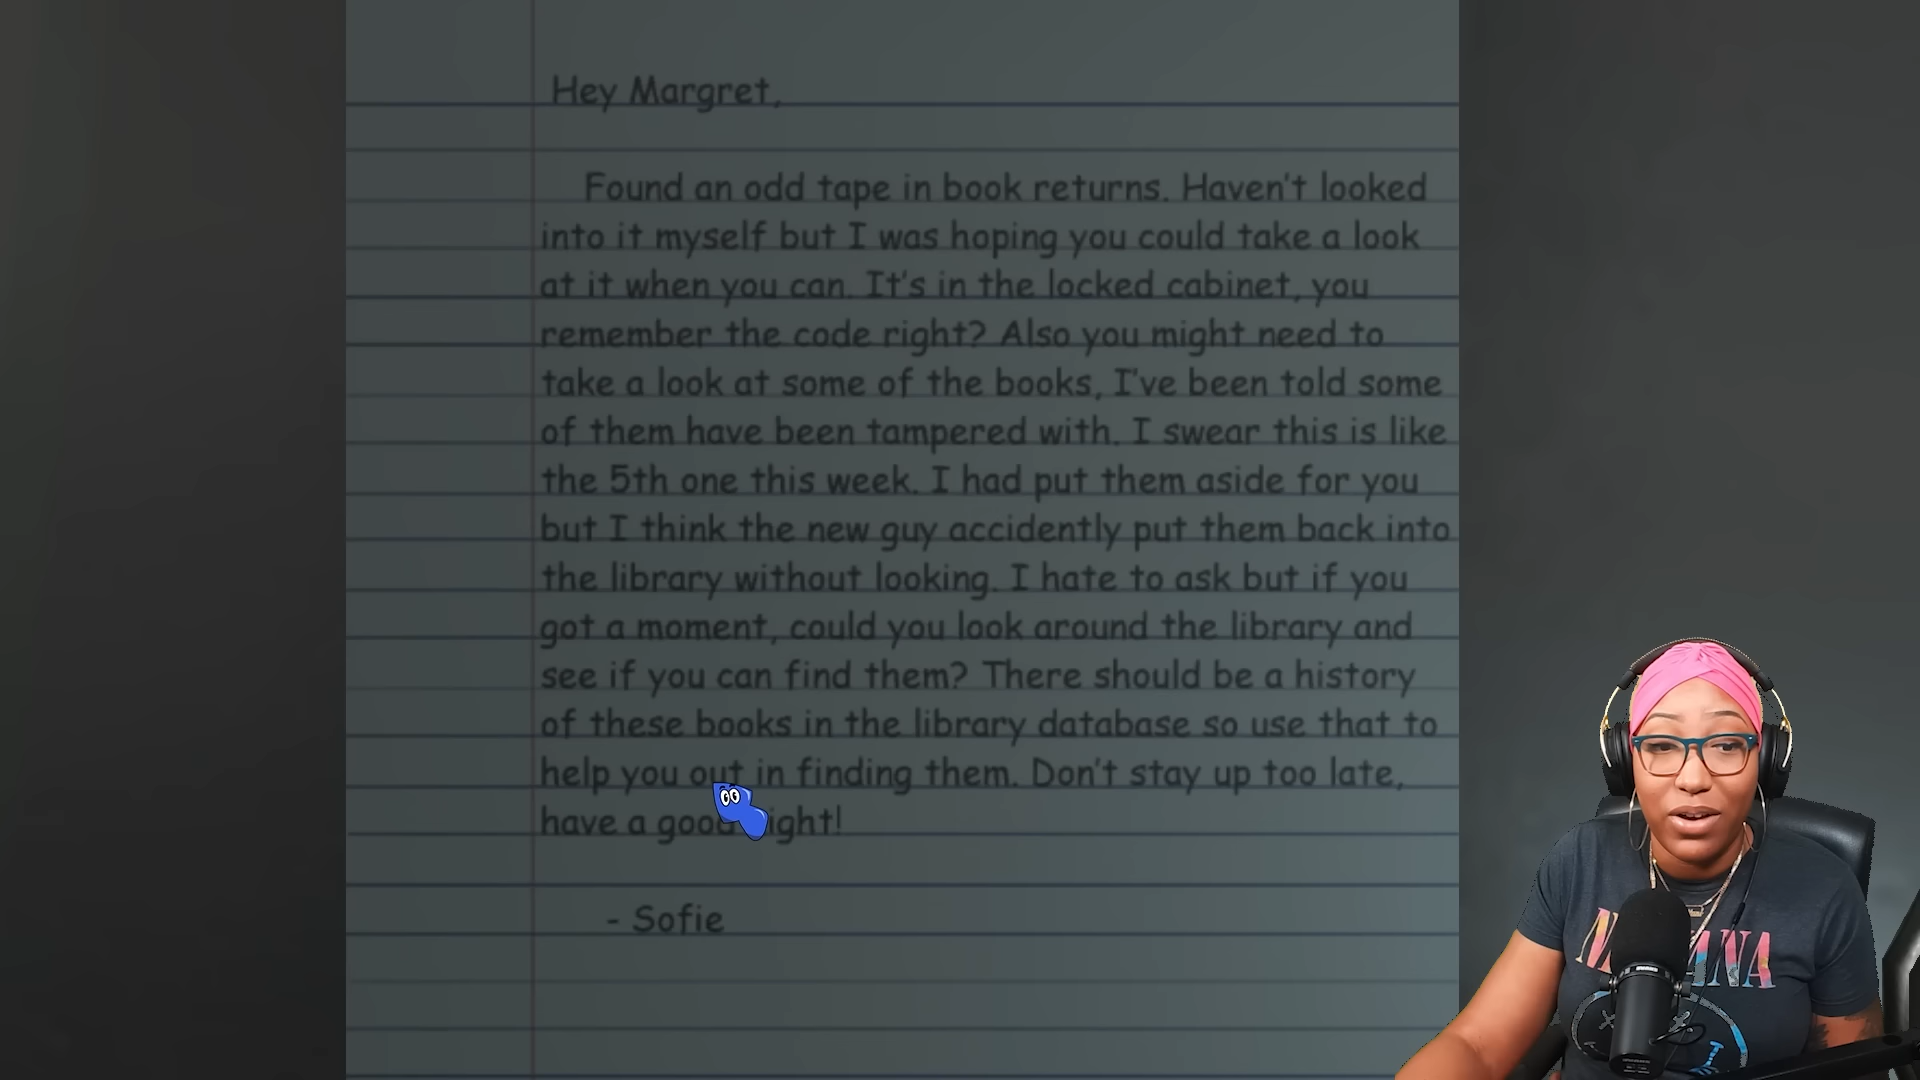 Hey Margret,
Found an odd tape in book returns. Haven't looked
into it myself but I was hoping you could take a look
at it when you can. It's in the locked cabinet, you
remember the code right? Also you might need to
take a look at some of the books, I've been told some
of them have been tampered with. I swear this is like
the 5th one this week. I had put them aside for you
but I think the new guy accidently put them back into
the library without looking. I hate to ask but if you
got a moment, could you look around the library and
see if you can find them? There should be a history
of these books in the library database so use that to
help you out in finding them. Don't stay up too late,
have a good ight!
- Sofie